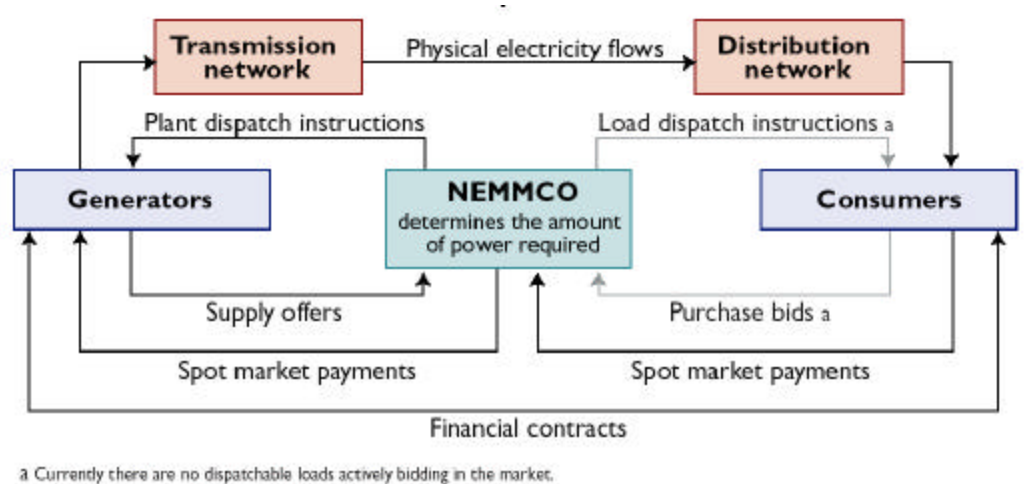 Transmission
network
Physical electricity flows
Distribution
network
Plant dispatch instructions
Load dispatch instructions a
Generators
NEMMCO
determines the amount
of power required
Consumers
Supply offers
Purchase bids a
Spot market payments
Spot market payments
Financial contracts
a Currently there are no dispatchable loads actively bidding in the market.